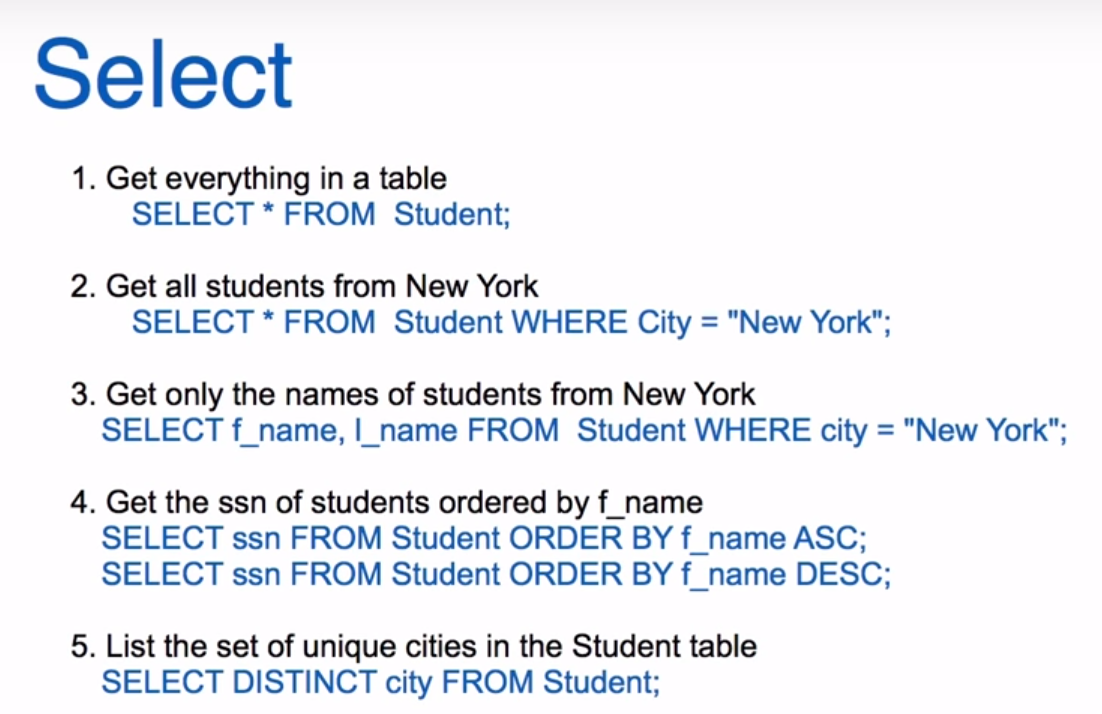 Select
1. Get everything in a table
SELECT * FROM  Student;
2. Get all students from New York
SELECT * FROM  Student WHERE City = "New York";
3. Get only the names of students from New York
SELECT f_name, l_name FROM  Student WHERE city = "New York";
4. Get the ssn of students ordered by f_name
SELECT ssn FROM Student ORDER BY f_name ASC;
SELECT ssn FROM Student ORDER BY f_name DESC;
5. List the set of unique cities in the Student table
SELECT DISTINCT city FROM Student;